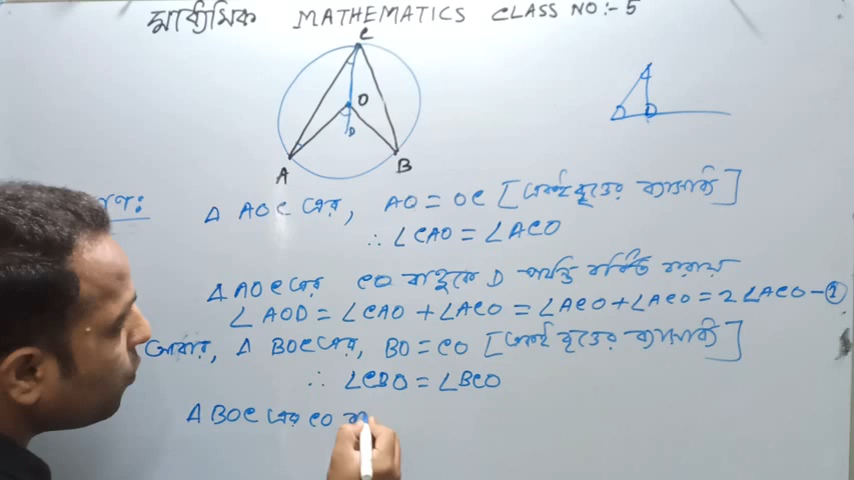 মাধ্যমিক MATHEMATICS CLASS NO:- 5
C
O
D
A
B
ণ:
Δ AOC এর, AO = OC [একই বৃত্তের ব্যাসার্ধ]
∴ ∠CAO = ∠ACO
Δ AOC এর CO বাহুকে D পর্যন্ত বর্ধিত করায়
∠AOD = ∠CAO + ∠ACO = ∠ACO + ∠ACO = 2∠ACO - ①
আবার, Δ BOC এর, BO = CO [একই বৃত্তের ব্যাসার্ধ]
∴ ∠CBO = ∠BCO
Δ BOC এর CO ব